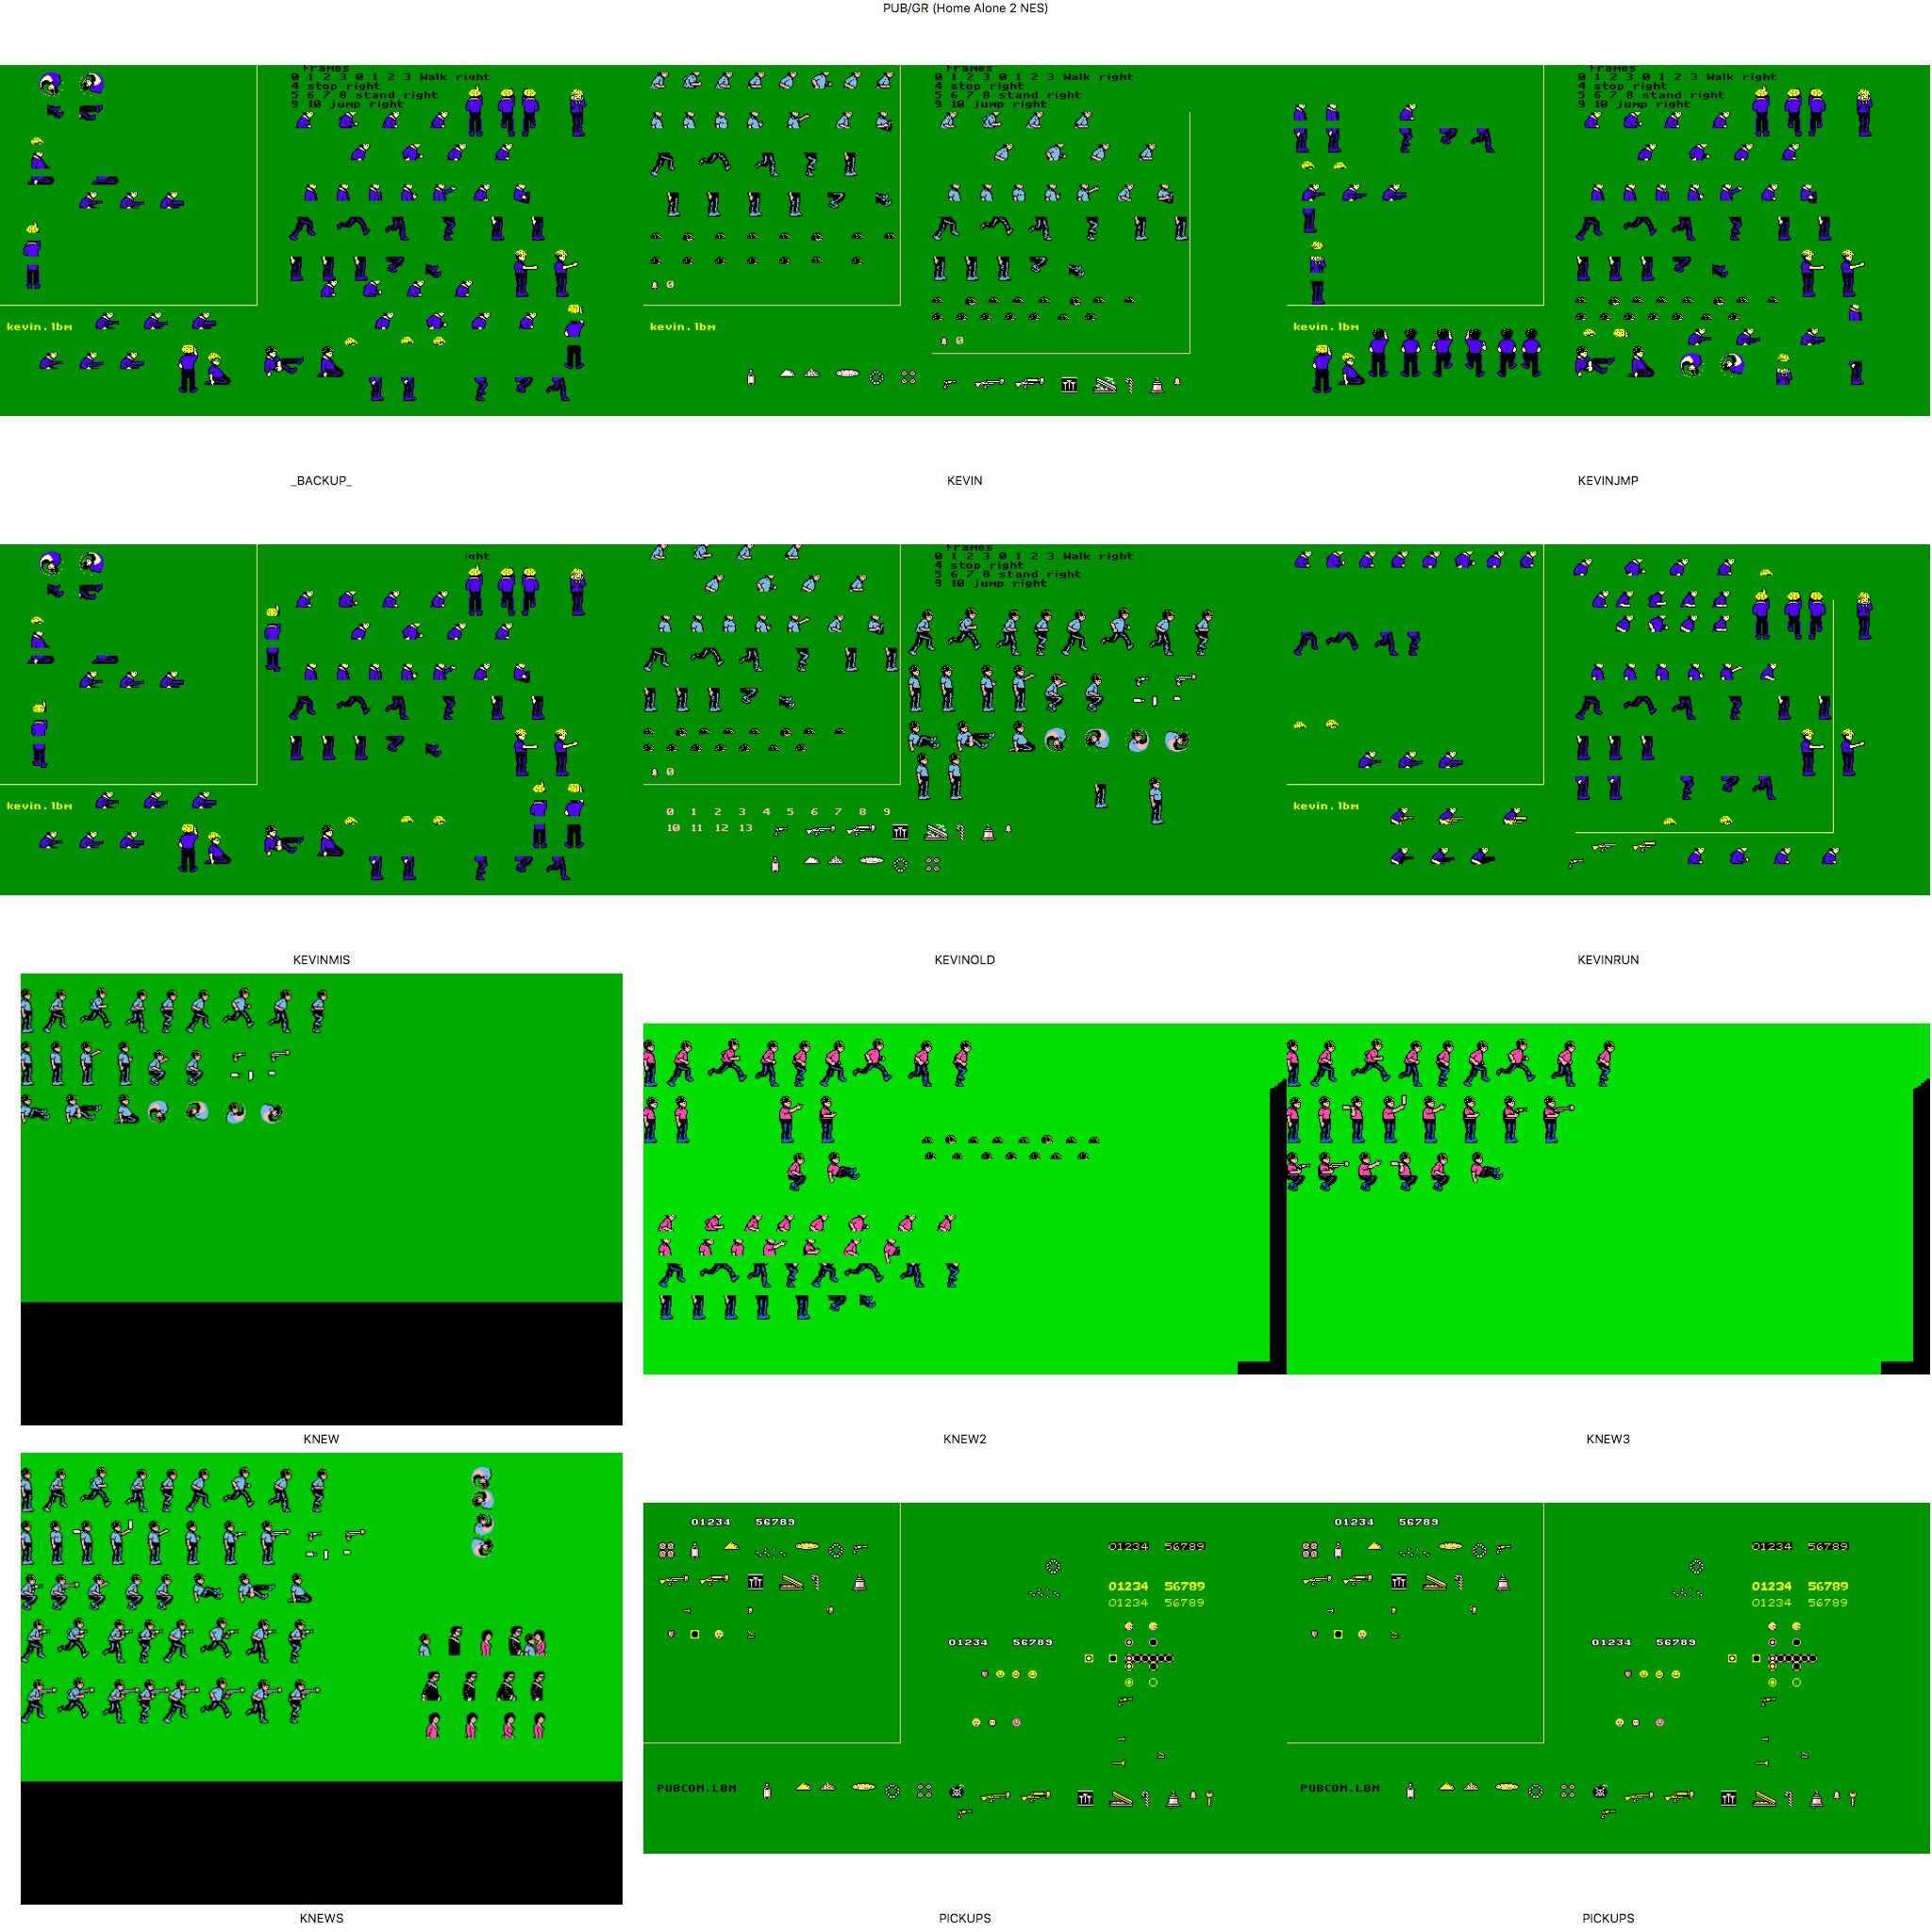 PUB/GR (Home Alone 2 NES)
Frames
0 1 2 3 0 1 2 3 Walk right
4 stop right
5 6 7 8 stand right
9 10 jump right
kevin.lbm
0
Frames
0 1 2 3 0 1 2 3 Walk right
4 stop right
5 6 7 8 stand right
9 10 jump right
kevin.lbm
0
Frames
0 1 2 3 0 1 2 3 Walk right
4 stop right
5 6 7 8 stand right
9 10 jump right
kevin.lbm
_BACKUP_
KEVIN
KEVINJMP
ight
kevin.lbm
Frames
0 1 2 3 0 1 2 3 Walk right
4 stop right
5 6 7 8 stand right
9 10 jump right
0
0 1 2 3 4 5 6 7 8 9
10 11 12 13
kevin.lbm
KEVINMIS
KEVINOLD
KEVINRUN
KNEW
KNEW2
KNEW3
01234 56789
01234 56789
01234 56789
01234 56789
01234 56789
PUBCOM.LBM
01234 56789
01234 56789
01234 56789
01234 56789
01234 56789
PUBCOM.LBM
KNEWS
PICKUPS
PICKUPS